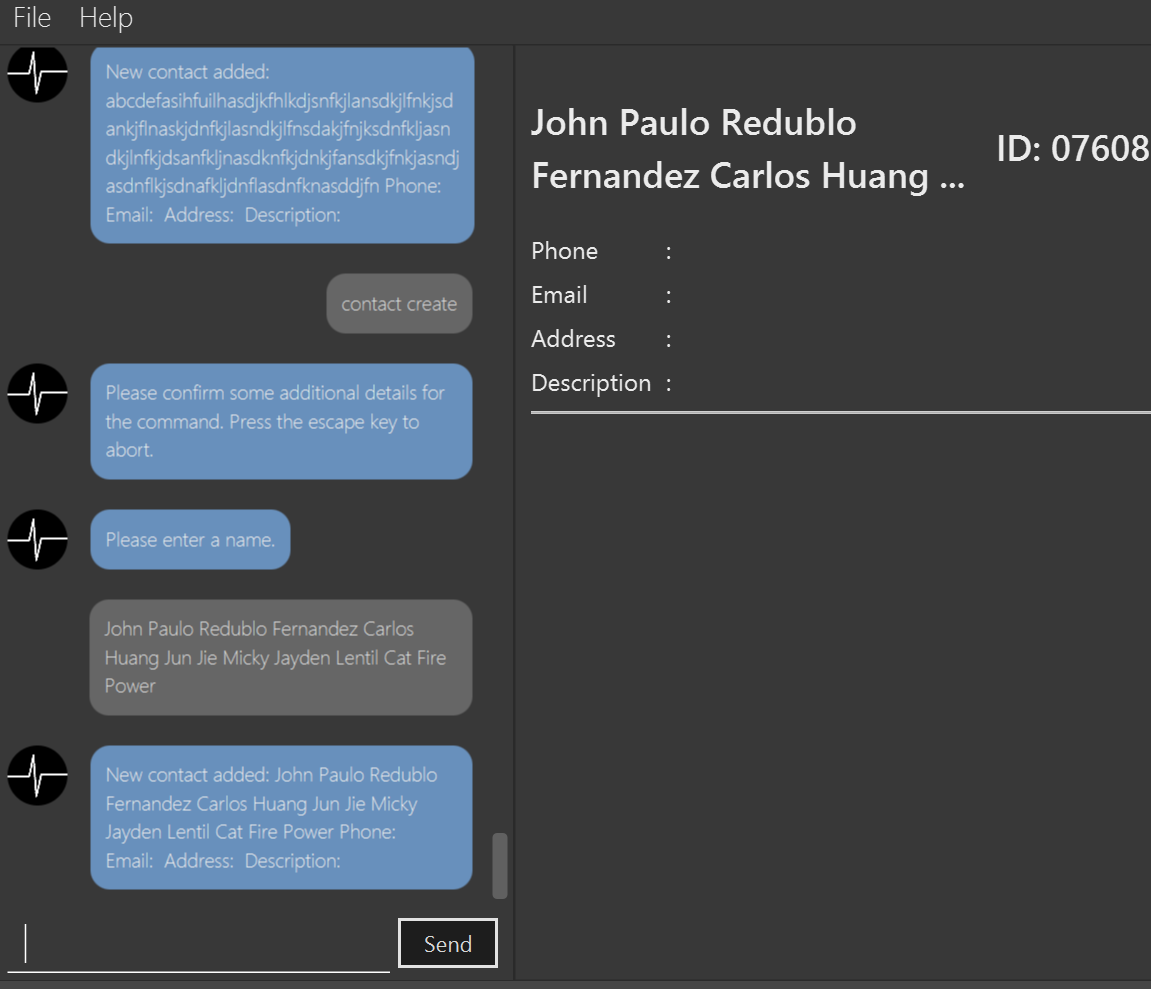 File Help
New contact added:
abcdefasihfuilhasdjkfhlkdjsnfkjlansdkjlfnkjsd
ankjflnaskjdnfkjlasndkjlfnsdakjfnjksdnfkljasn
dkjlnfkjdsanfkljnasdknfkjdnkjfansdkjfnkjasndj
asdnflkjsdnafkljdnflasdnfknasddjfn Phone:
Email: Address: Description:
contact create
Please confirm some additional details for
the command. Press the escape key to
abort.
Please enter a name.
John Paulo Redublo Fernandez Carlos
Huang Jun Jie Micky Jayden Lentil Cat Fire
Power
New contact added: John Paulo Redublo
Fernandez Carlos Huang Jun Jie Micky
Jayden Lentil Cat Fire Power Phone:
Email: Address: Description:
Send
John Paulo Redublo
Fernandez Carlos Huang ...
ID: 07608
Phone :
Email :
Address :
Description :